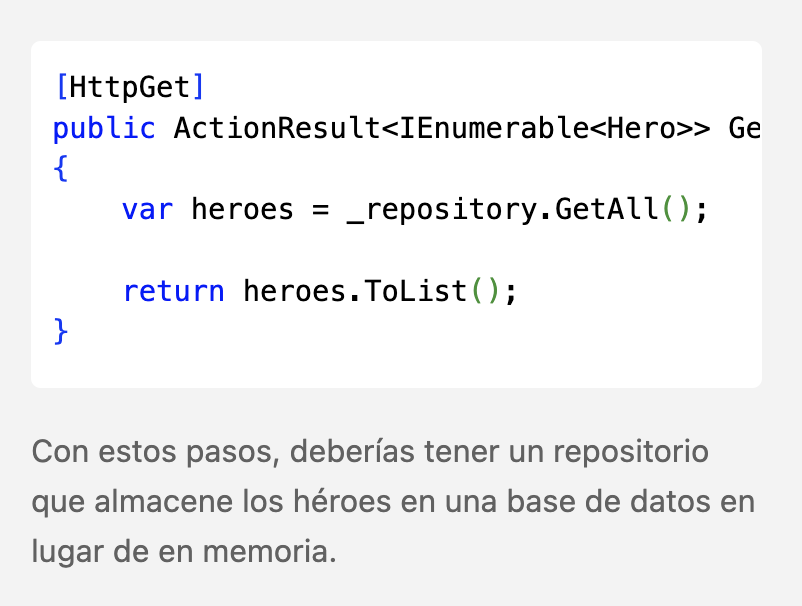 [HttpGet]
public ActionResult<IEnumerable<Hero>> Ge
{
    var heroes = _repository.GetAll();
    return heroes.ToList();
}
Con estos pasos, deberías tener un repositorio
que almacene los héroes en una base de datos en
lugar de en memoria.